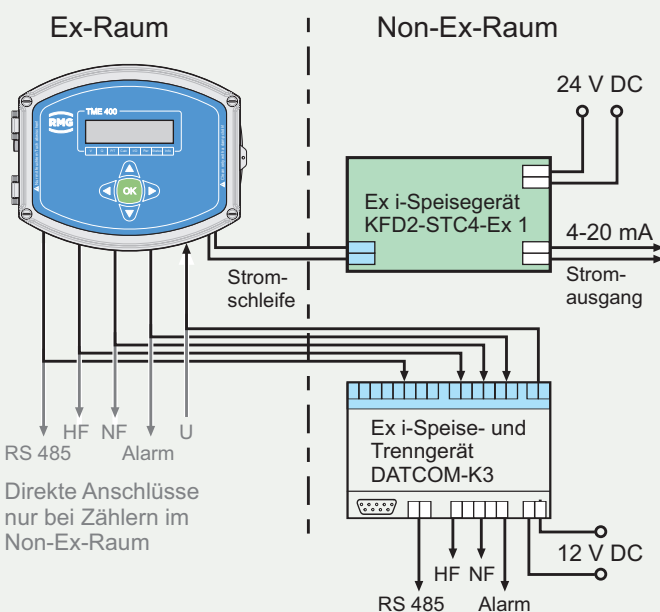 Ex-Raum
Non-Ex-Raum
24 V DC
RMG
TME 400
OK
Ex i-Speisegerät
KFD2-STC4-Ex 1
4-20 mA
Strom-
ausgang
Strom-
schleife
RS 485
HF
NF
Alarm
U
Direkte Anschlüsse
nur bei Zählern im
Non-Ex-Raum
Ex i-Speise- und
Trenngerät
DATCOM-K3
12 V DC
HF
NF
RS 485
Alarm